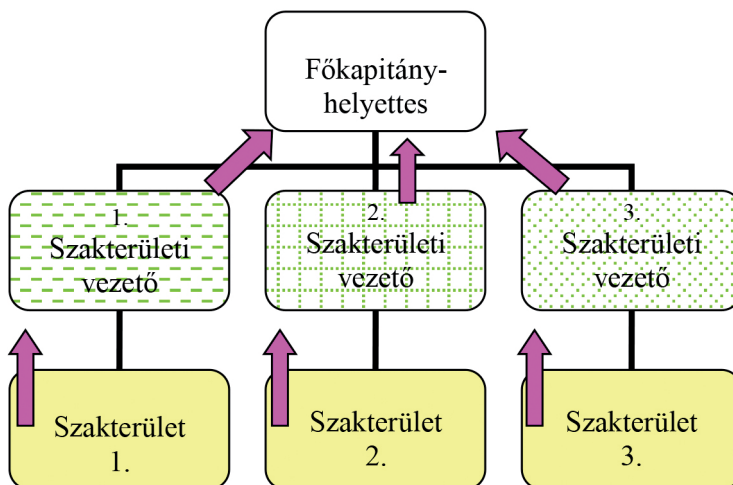 Főkapitány-
helyettes
1.
Szakterületi
vezető
2.
Szakterületi
vezető
3.
Szakterületi
vezető
Szakterület
1.
Szakterület
2.
Szakterület
3.